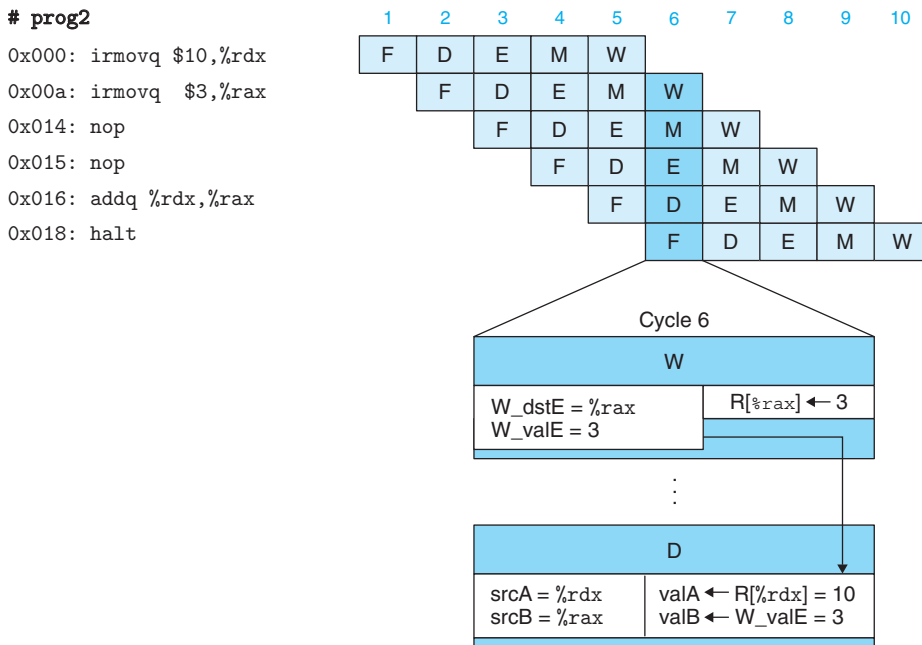 # prog2 1 2 3 4 5 6 7 8 9 10
0x000: irmovq $10,%rdx F D E M W
0x00a: irmovq $3,%rax F D E M W
0x014: nop F D E M W
0x015: nop F D E M W
0x016: addq %rdx,%rax F D E M W
0x018: halt F D E M W
Cycle 6
W
W_dstE = %rax R[%rax] ← 3
W_valE = 3
. . .
D
srcA = %rdx valA ← R[%rdx] = 10
srcB = %rax valB ← W_valE = 3